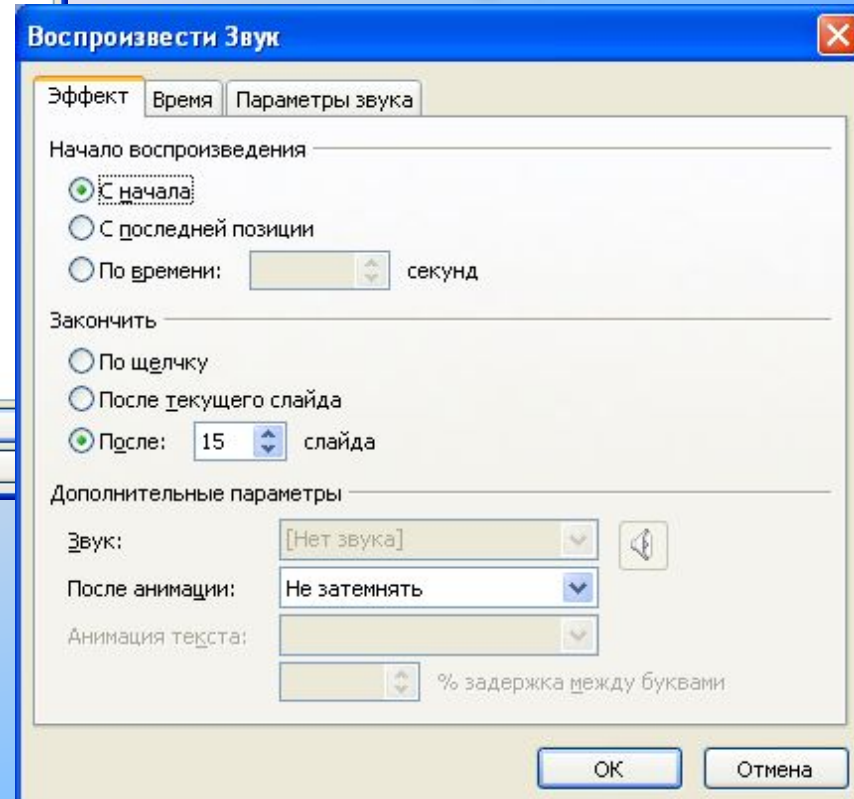 Воспроизвести Звук
Эффект Время Параметры звука
Начало воспроизведения
С начала
С последней позиции
По времени: секунд
Закончить
По щелчку
После текущего слайда
После: 15 слайда
Дополнительные параметры
Звук: [Нет звука]
После анимации: Не затемнять
Анимация текста:
% задержка между буквами
ОК Отмена